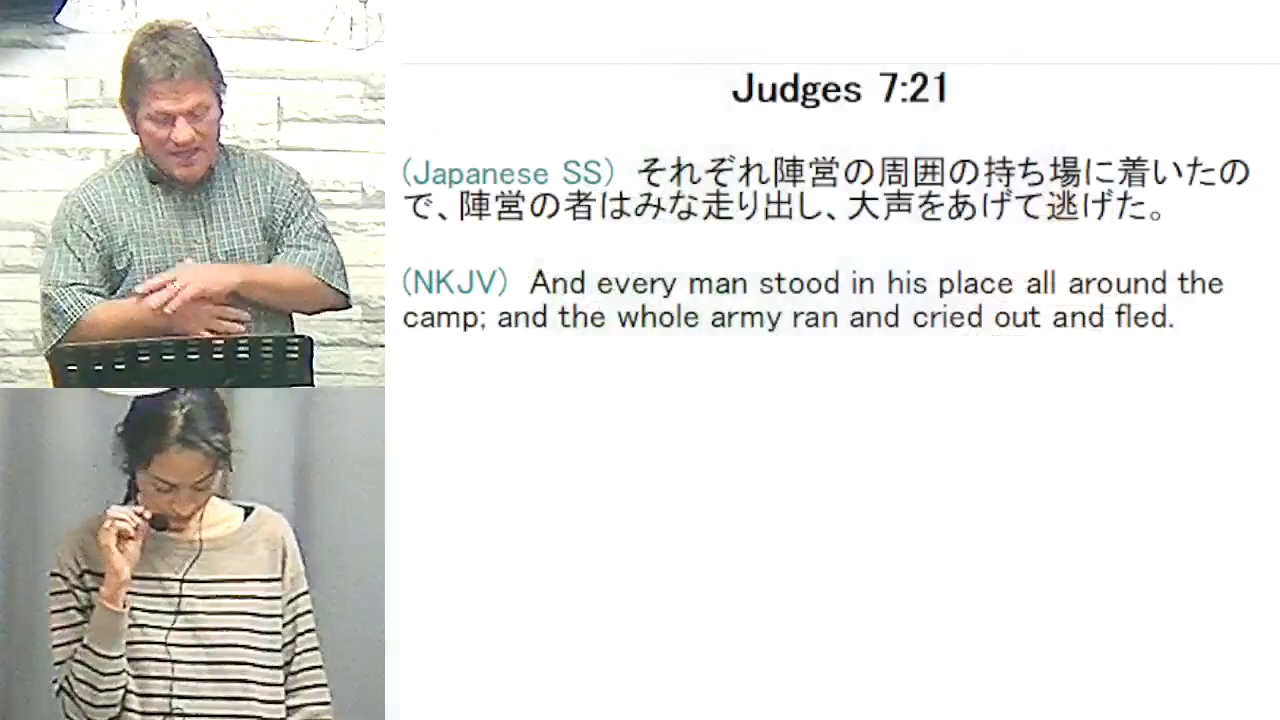 Judges 7:21
(Japanese SS) それぞれ陣営の周囲の持ち場に着いたの
で、陣営の者はみな走り出し、大声をあげて逃げた。
(NKJV) And every man stood in his place all around the
camp; and the whole army ran and cried out and fled.